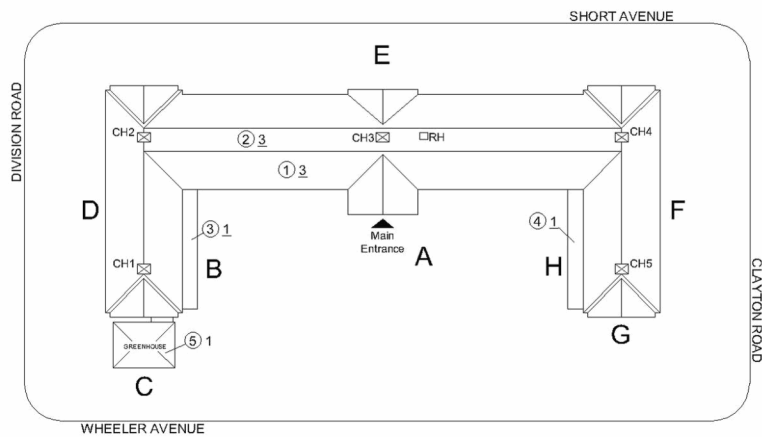 SHORT AVENUE
E
CH2
② 3
CH3
RH
CH4
DIVISION ROAD
① 3
D
F
③ 1
④ 1
Main
Entrance
A
B
H
CH1
CH5
CLAYTON ROAD
GREENHOUSE
⑤ 1
G
C
WHEELER AVENUE